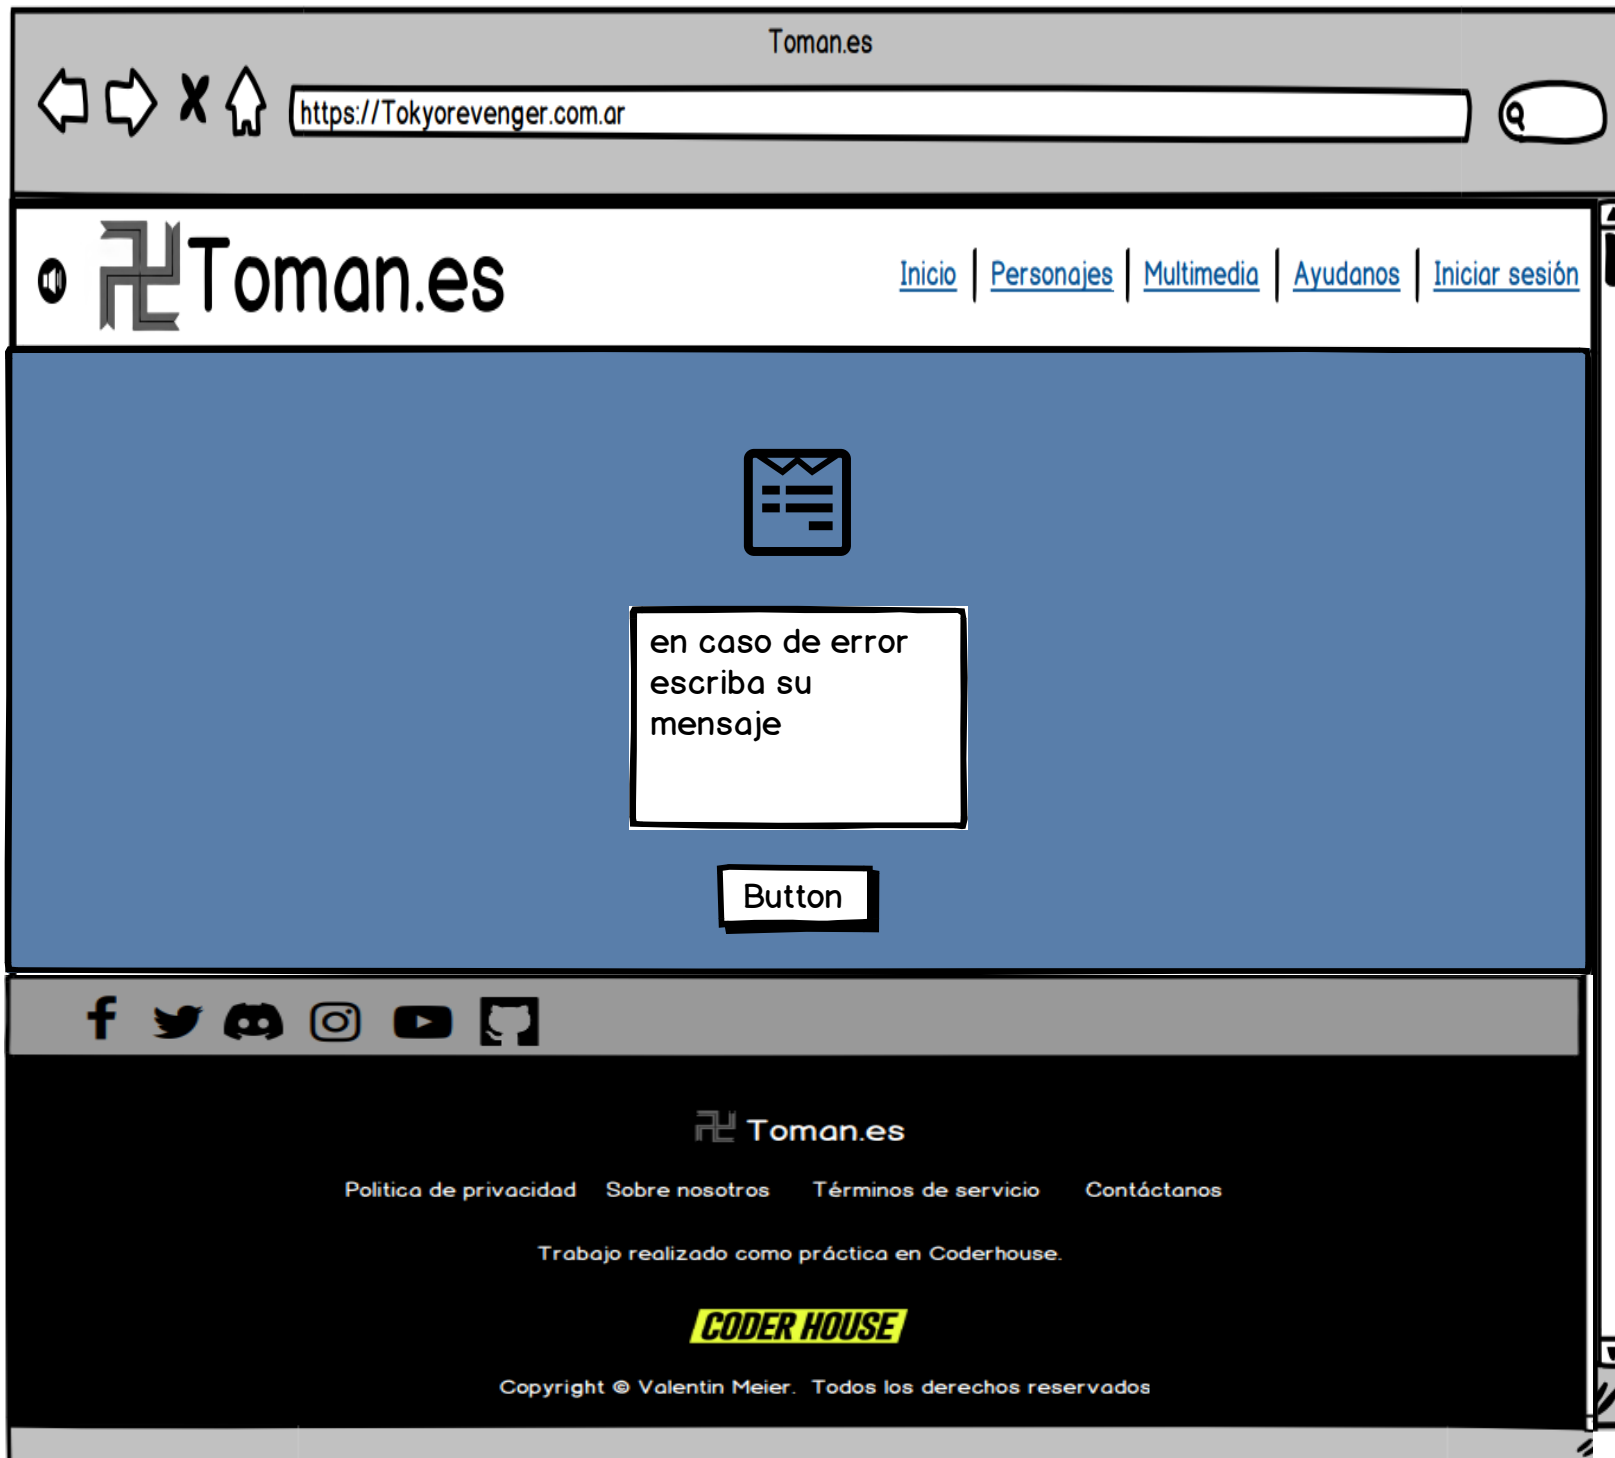 Toman.es
https://Tokyorevenger.com.ar
Toman.es
Inicio Personajes Multimedia Ayudanos Iniciar sesión
en caso de error
escriba su
mensaje
Button
Toman.es
Politica de privacidad Sobre nosotros Términos de servicio Contáctanos
Trabajo realizado como práctica en Coderhouse.
CODER HOUSE
Copyright © Valentin Meier. Todos los derechos reservados